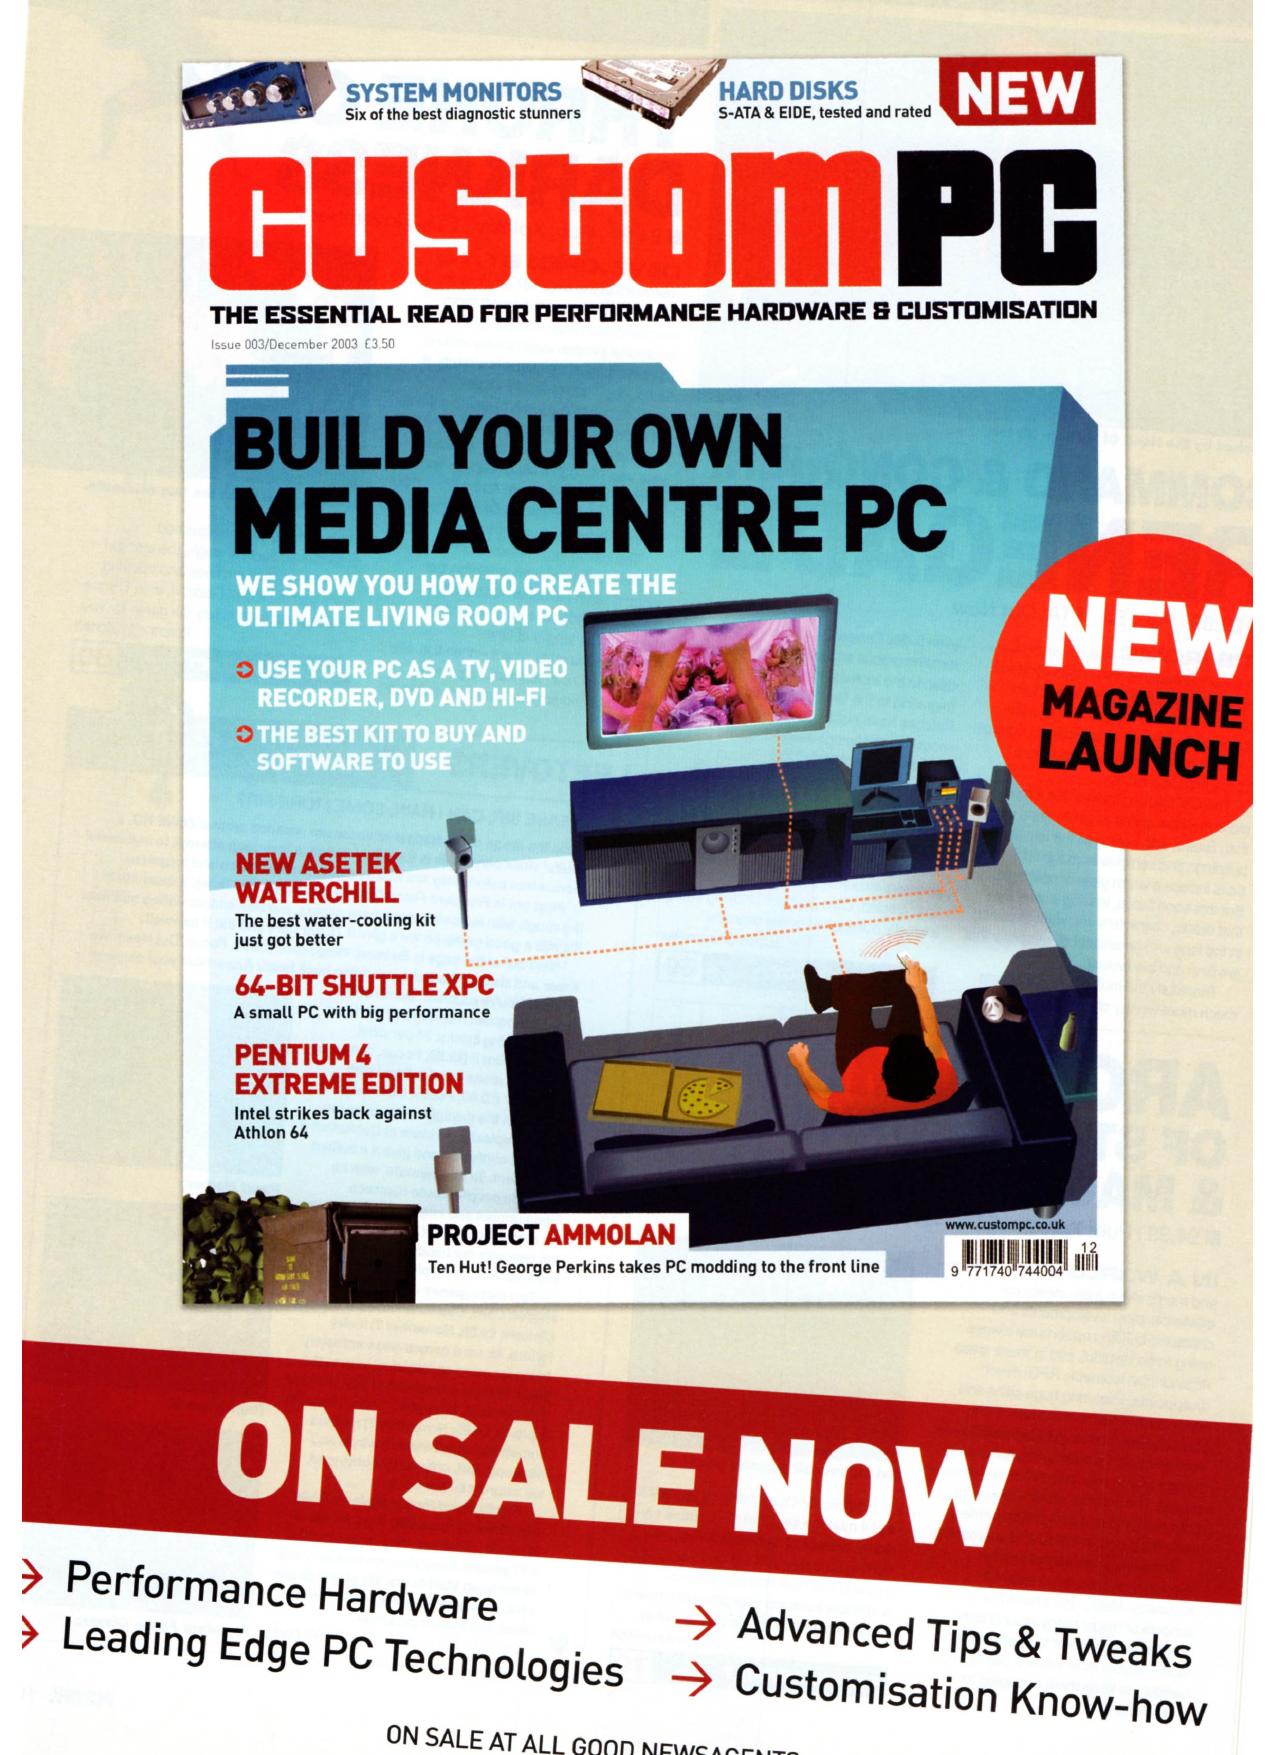 SYSTEM MONITORS
Six of the best diagnostic stunners
HARD DISKS
S-ATA & EIDE, tested and rated
NEW
CUSTOM PC
THE ESSENTIAL READ FOR PERFORMANCE HARDWARE & CUSTOMISATION
Issue 003/December 2003 £3.50
BUILD YOUR OWN
MEDIA CENTRE PC
WE SHOW YOU HOW TO CREATE THE
ULTIMATE LIVING ROOM PC
USE YOUR PC AS A TV, VIDEO
RECORDER, DVD AND HI-FI
THE BEST KIT TO BUY AND
SOFTWARE TO USE
NEW
MAGAZINE
LAUNCH
NEW ASETEK
WATERCHILL
The best water-cooling kit
just got better
64-BIT SHUTTLE XPC
A small PC with big performance
PENTIUM 4
EXTREME EDITION
Intel strikes back against
Athlon 64
PROJECT AMMOLAN
Ten Hut! George Perkins takes PC modding to the front line
www.custompc.co.uk
12
9 771740 744004
ON SALE NOW
Performance Hardware
Leading Edge PC Technologies
Advanced Tips & Tweaks
Customisation Know-how
ON SALE AT ALL GOOD NEWSAGENTS